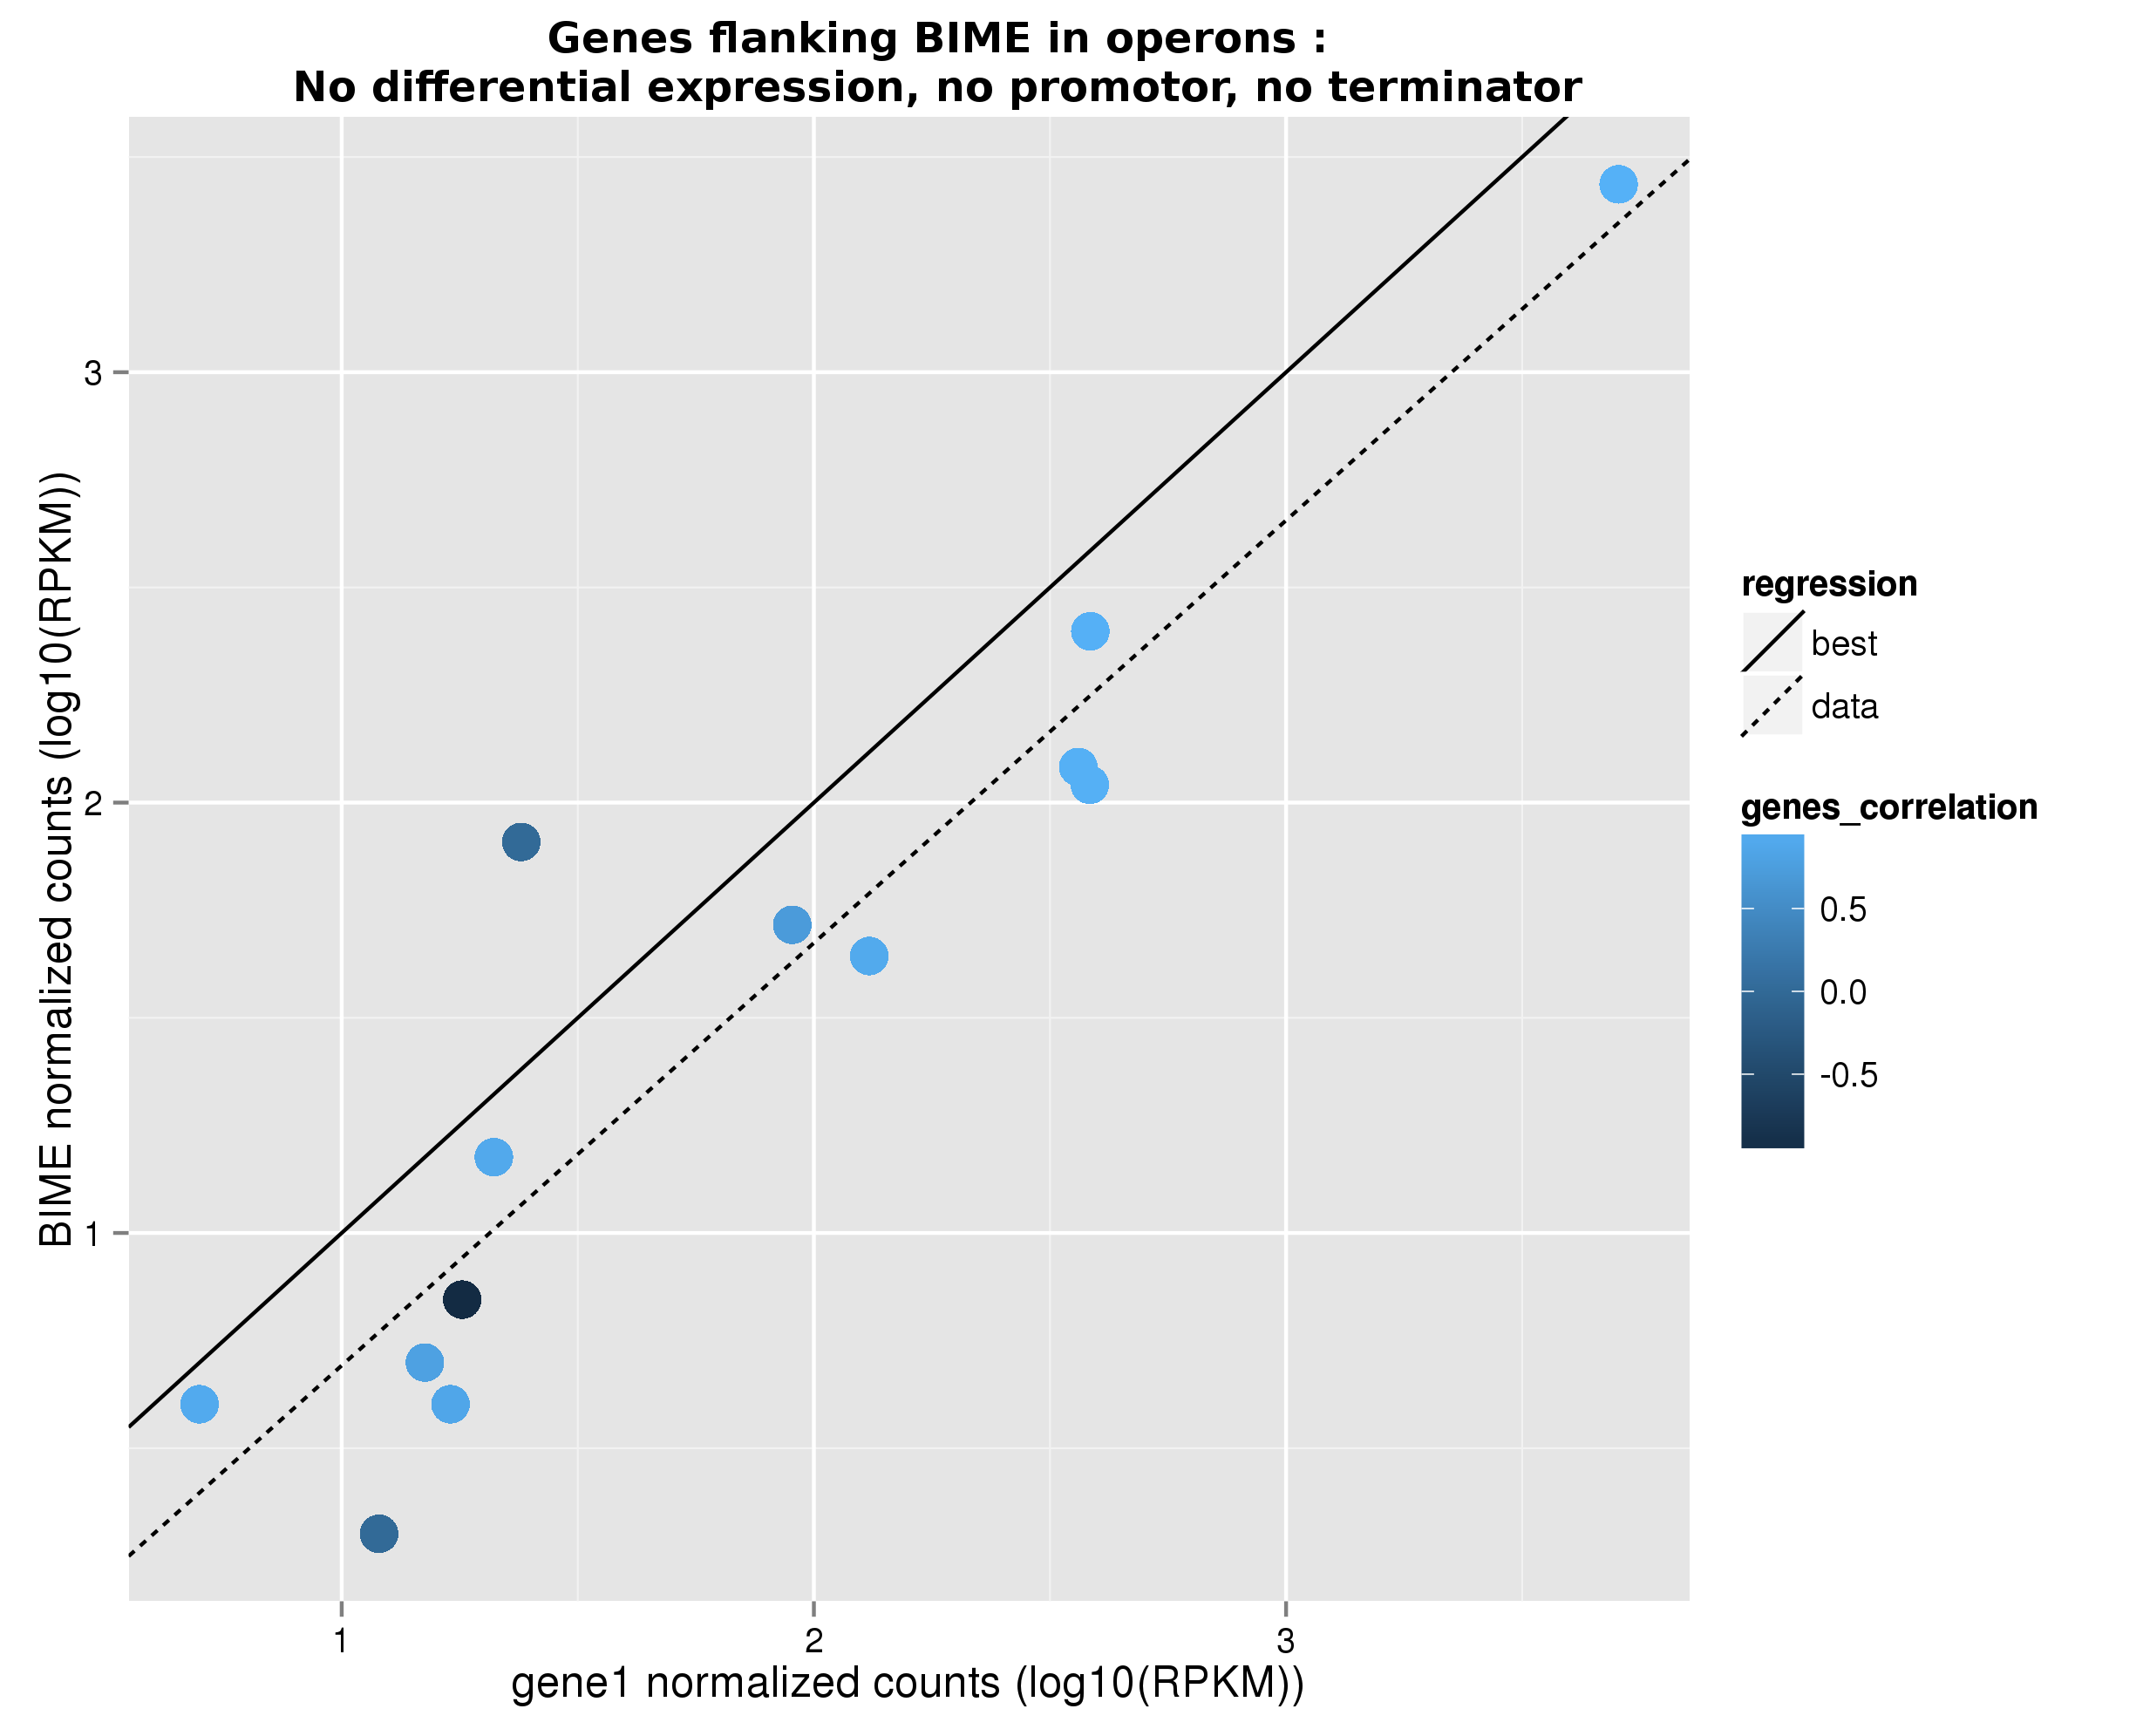 Genes flanking BIME in operons :
No differential expression, no promotor, no terminator
BIME normalized counts (log10(RPKM))
3
2
1
1
2
3
gene1 normalized counts (log10(RPKM))
regression
best
data
genes_correlation
0.5
0.0
-0.5